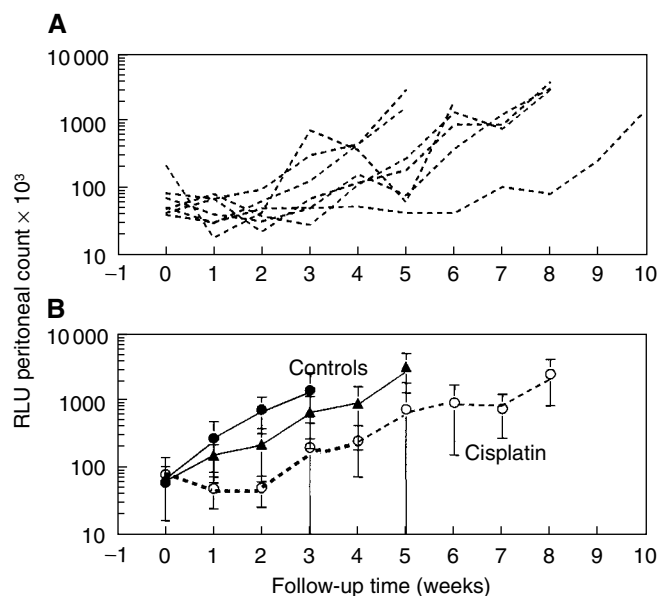 A
10 000
1000
100
10
−1 0 1 2 3 4 5 6 7 8 9 10
RLU peritoneal count × 10³
B
10 000
Controls
1000
Cisplatin
100
10
−1 0 1 2 3 4 5 6 7 8 9 10
Follow-up time (weeks)